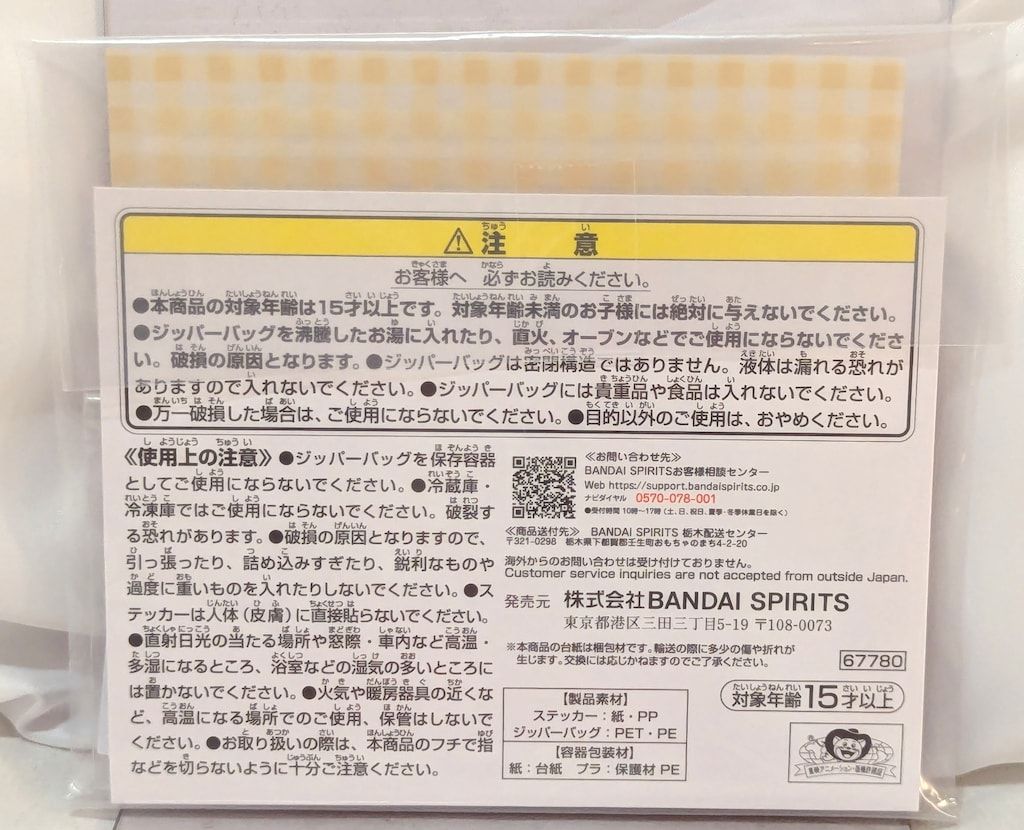 ⚠注意
お客様へ 必ずお読みください。
●本商品の対象年齢は15才以上です。対象年齢未満のお子様には絶対に与えないでください。
●ジッパーバッグを沸騰したお湯に入れたり、直火、オーブンなどでご使用にならないでくださ
い。破損の原因となります。●ジッパーバッグは密閉構造ではありません。液体は漏れる恐れが
ありますので入れないでください。●ジッパーバッグには貴重品や食品は入れないでください。
●万一破損した場合は、ご使用にならないでください。●目的以外のご使用は、おやめください。
《使用上の注意》●ジッパーバッグを保存容器
としてご使用にならないでください。●冷蔵庫・
冷凍庫ではご使用にならないでください。破裂す
る恐れがあります。●破損の原因となりますので、
引っ張ったり、詰め込みすぎたり、鋭利なものや
過度に重いものを入れたりしないでください。●ス
テッカーは人体(皮膚)に直接貼らないでください。
●直射日光の当たる場所や窓際・車内など高温・
多湿になるところ、浴室などの湿気の多いところに
は置かないでください。●火気や暖房器具の近くな
ど、高温になる場所でのご使用、保管はしないで
ください。●お取り扱いの際は、本商品のフチで指
などを切らないように十分ご注意ください。
≪お問い合わせ先≫
BANDAI SPIRITSお客様相談センター
Web https://support.bandaispirits.co.jp
ナビダイヤル 0570-078-001
●受付時間 10時〜17時(土、日、祝日、夏季・冬季休業日を除く)
≪商品送付先≫ BANDAI SPIRITS 栃木配送センター
〒321-0298 栃木県下都賀郡壬生町おもちゃのまち4-2-20
海外からのお問い合わせは受け付けておりません。
Customer service inquiries are not accepted from outside Japan.
発売元 株式会社BANDAI SPIRITS
東京都港区三田三丁目5-19 〒108-0073
※本商品の台紙は梱包材です。輸送の際に多少の傷や折れが
生じます。交換には応じかねますのでご了承ください。
67780
対象年齢15才以上
【製品素材】
ステッカー:紙・PP
ジッパーバッグ:PET・PE
【容器包装材】
紙:台紙 プラ:保護材 PE
東映アニメーション・版権許諾証